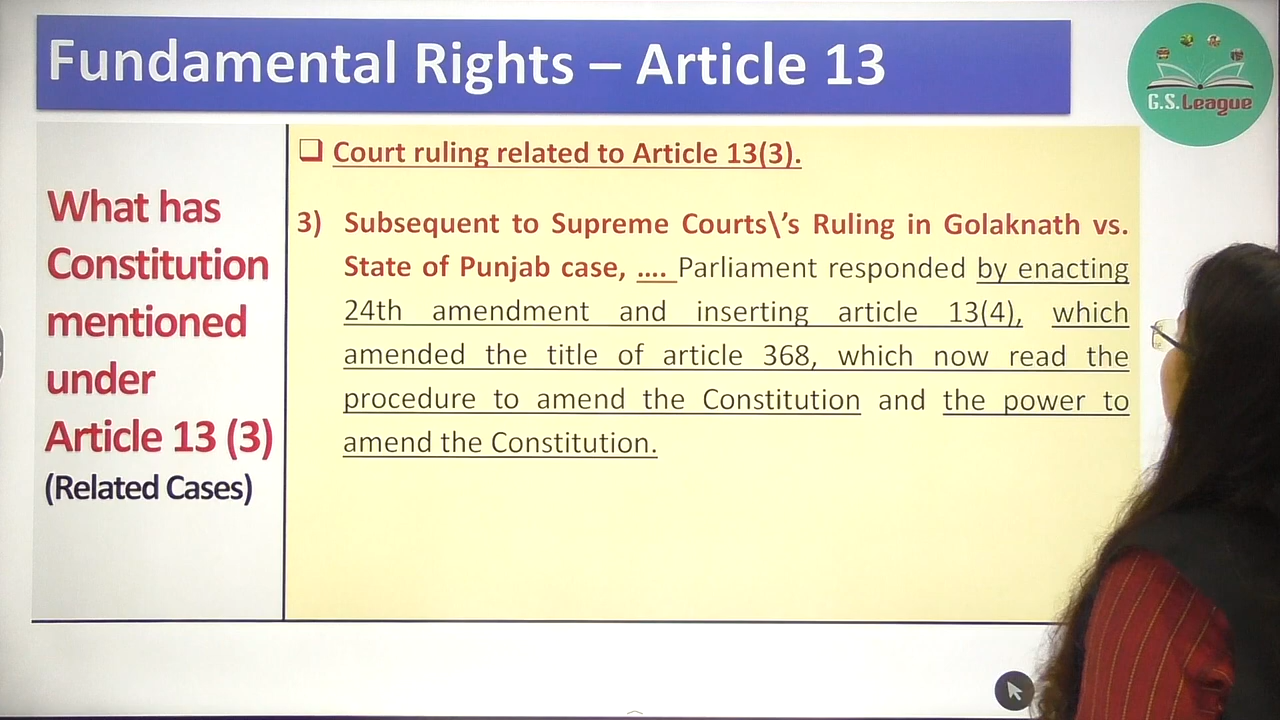 Fundamental Rights – Article 13
G.S.League
What has
Constitution
mentioned
under
Article 13 (3)
(Related Cases)
❑ Court ruling related to Article 13(3).
3) Subsequent to Supreme Courts\'s Ruling in Golaknath vs.
State of Punjab case, .... Parliament responded by enacting
24th amendment and inserting article 13(4), which
amended the title of article 368, which now read the
procedure to amend the Constitution and the power to
amend the Constitution.